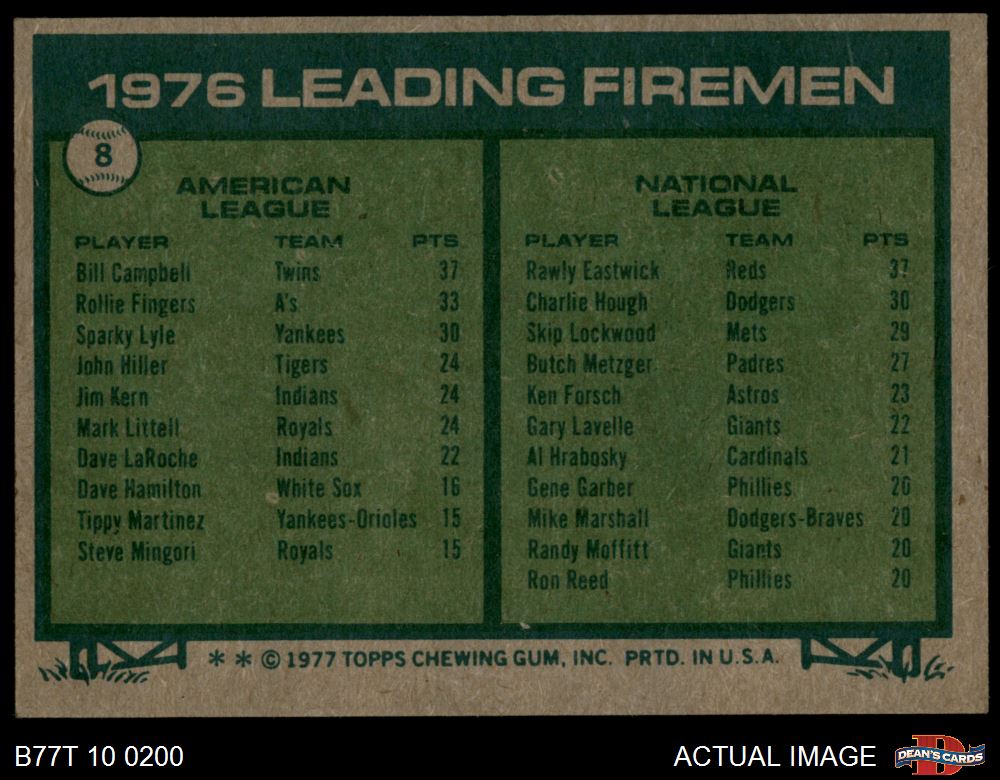 1976 LEADING FIREMEN
8
AMERICAN
LEAGUE
PLAYER TEAM PTS
Bill Campbell Twins 37
Rollie Fingers A's 33
Sparky Lyle Yankees 30
John Hiller Tigers 24
Jim Kern Indians 24
Mark Littell Royals 24
Dave LaRoche Indians 22
Dave Hamilton White Sox 16
Tippy Martinez Yankees-Orioles 15
Steve Mingori Royals 15
NATIONAL
LEAGUE
PLAYER TEAM PTS
Rawly Eastwick Reds 37
Charlie Hough Dodgers 30
Skip Lockwood Mets 29
Butch Metzger Padres 27
Ken Forsch Astros 23
Gary Lavelle Giants 22
Al Hrabosky Cardinals 21
Gene Garber Phillies 20
Mike Marshall Dodgers-Braves 20
Randy Moffitt Giants 20
Ron Reed Phillies 20
* * © 1977 TOPPS CHEWING GUM, INC. PRTD. IN U.S.A.
B77T 10 0200 ACTUAL IMAGE DEAN'S CARDS